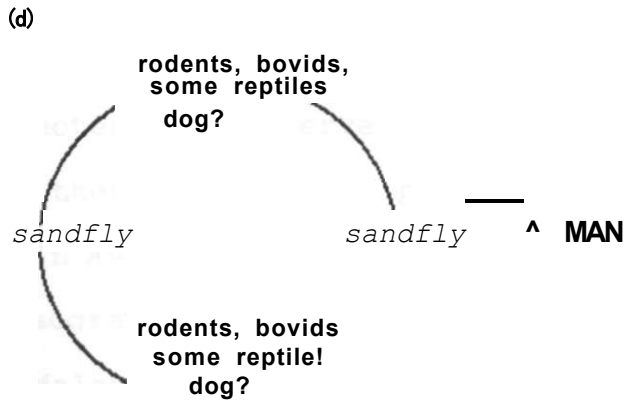 (d)
rodents, bovids,
some reptiles
dog?
sandfly
sandfly ^ MAN
rodents, bovids
some reptile!
dog?